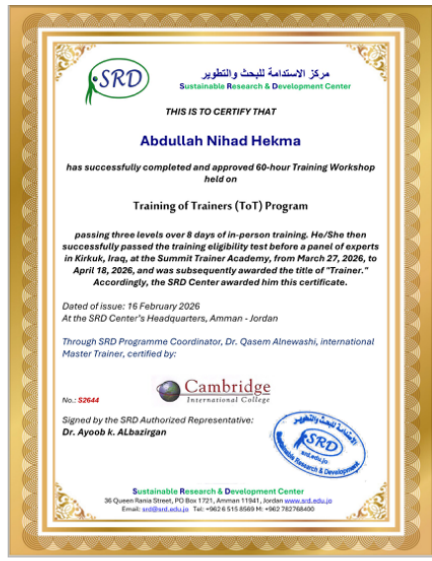 SRD
مركز الاستدامة للبحث والتطوير
Sustainable Research & Development Center
THIS IS TO CERTIFY THAT
Abdullah Nihad Hekma
has successfully completed and approved 60-hour Training Workshop
held on
Training of Trainers (ToT) Program
passing three levels over 8 days of in-person training. He/She then
successfully passed the training eligibility test before a panel of experts
in Kirkuk, Iraq, at the Summit Trainer Academy, from March 27, 2026, to
April 18, 2026, and was subsequently awarded the title of "Trainer."
Accordingly, the SRD Center awarded him this certificate.
Dated of issue: 16 February 2026
At the SRD Center's Headquarters, Amman - Jordan
Through SRD Programme Coordinator, Dr. Qasem Alnewashi, international
Master Trainer, certified by:
Cambridge
International College
No.: S2644
Signed by the SRD Authorized Representative:
Dr. Ayoob k. ALbazirgan
SRD
srd.edu.jo
Sustainable Research & Development
Sustainable Research & Development Center
36 Queen Rania Street, PO Box 1721, Amman 11941, Jordan www.srd.edu.jo
Email: srd@srd.edu.jo Tel: +962 6 515 8569 M: +962 782768400